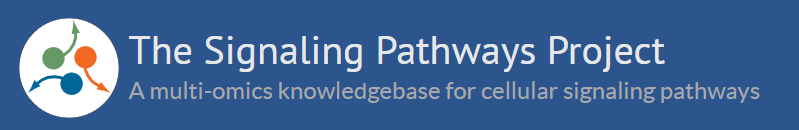 The Signaling Pathways Project
A multi-omics knowledgebase for cellular signaling pathways